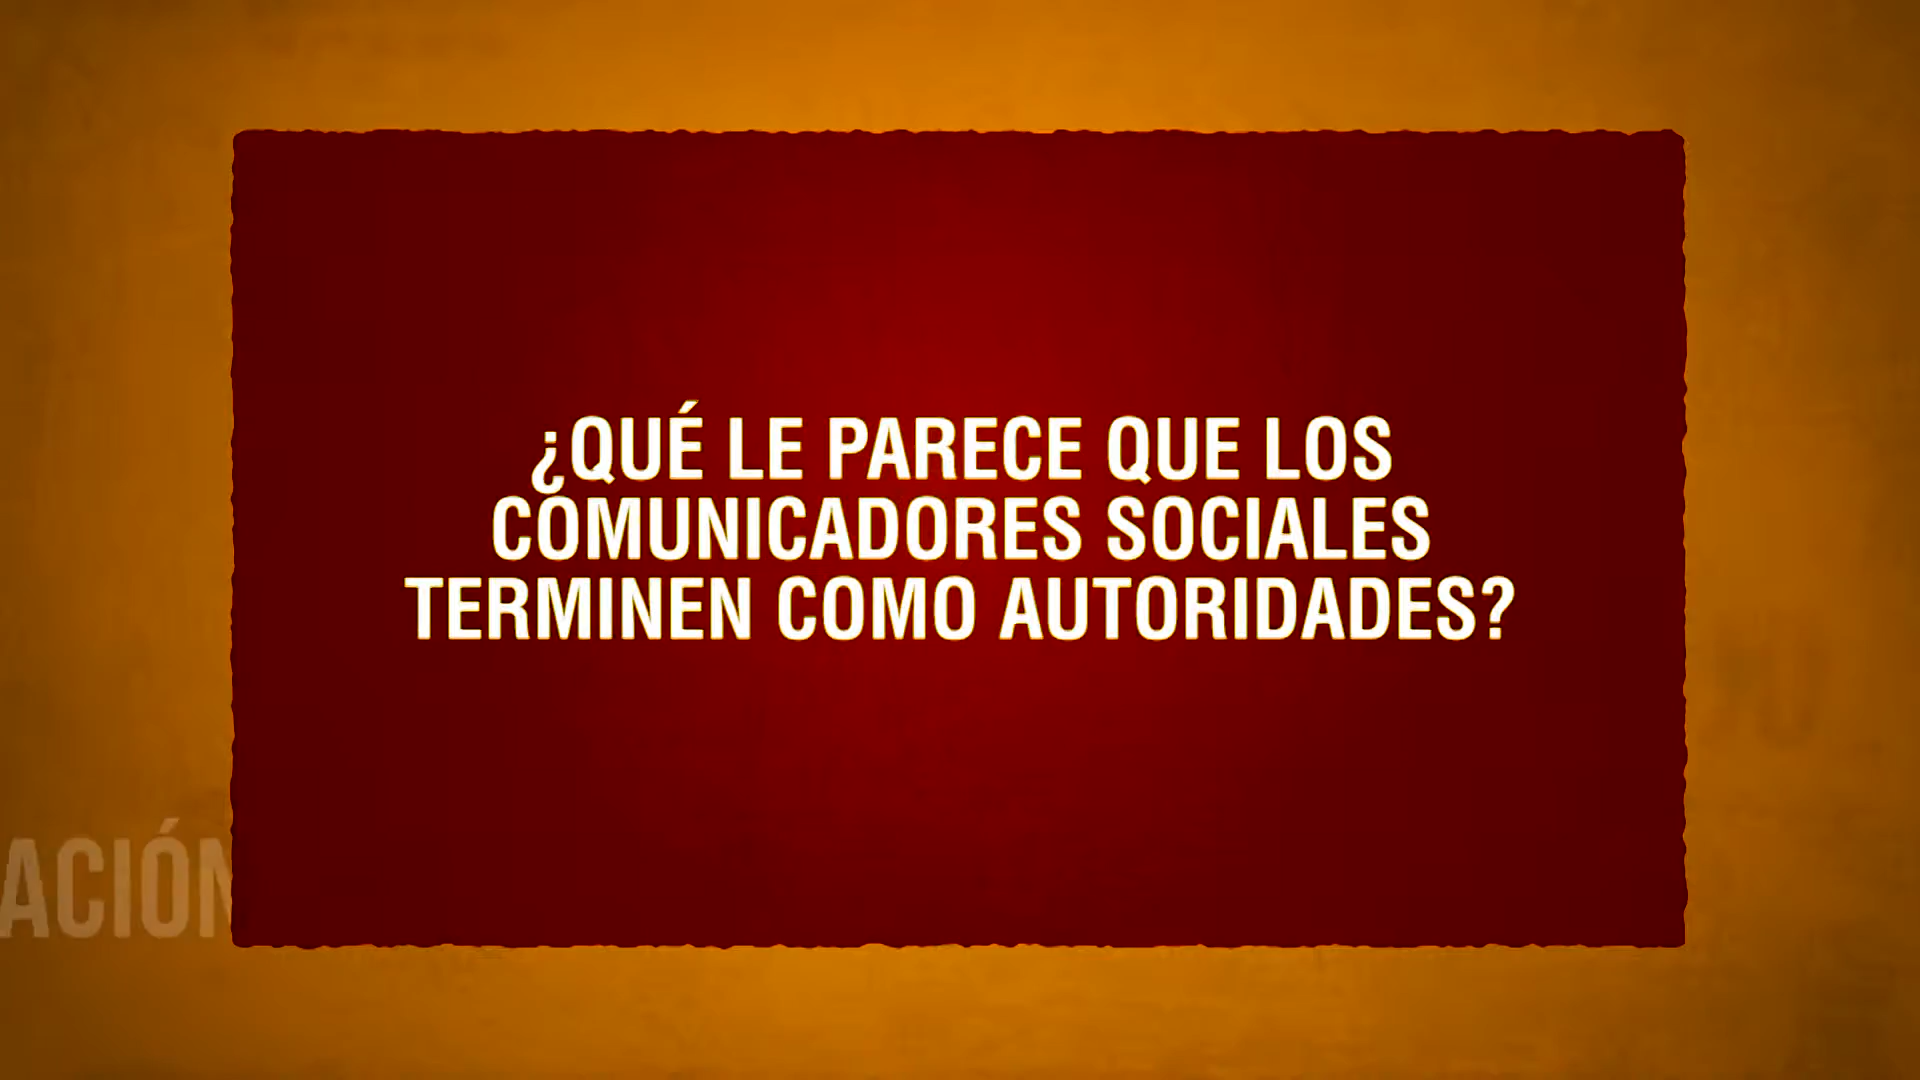 ¿QUÉ LE PARECE QUE LOS
COMUNICADORES SOCIALES
TERMINEN COMO AUTORIDADES?
ACIÓN